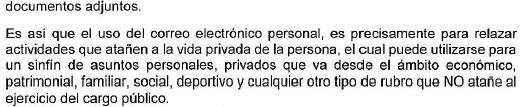 documentos adjuntos.
Es así que el uso del correo electrónico personal, es precisamente para relazar
actividades que atañen a la vida privada de la persona, el cual puede utilizarse para
un sinfín de asuntos personales, privados que va desde el ámbito económico,
patrimonial, familiar, social, deportivo y cualquier otro tipo de rubro que NO atañe al
ejercicio del cargo público.